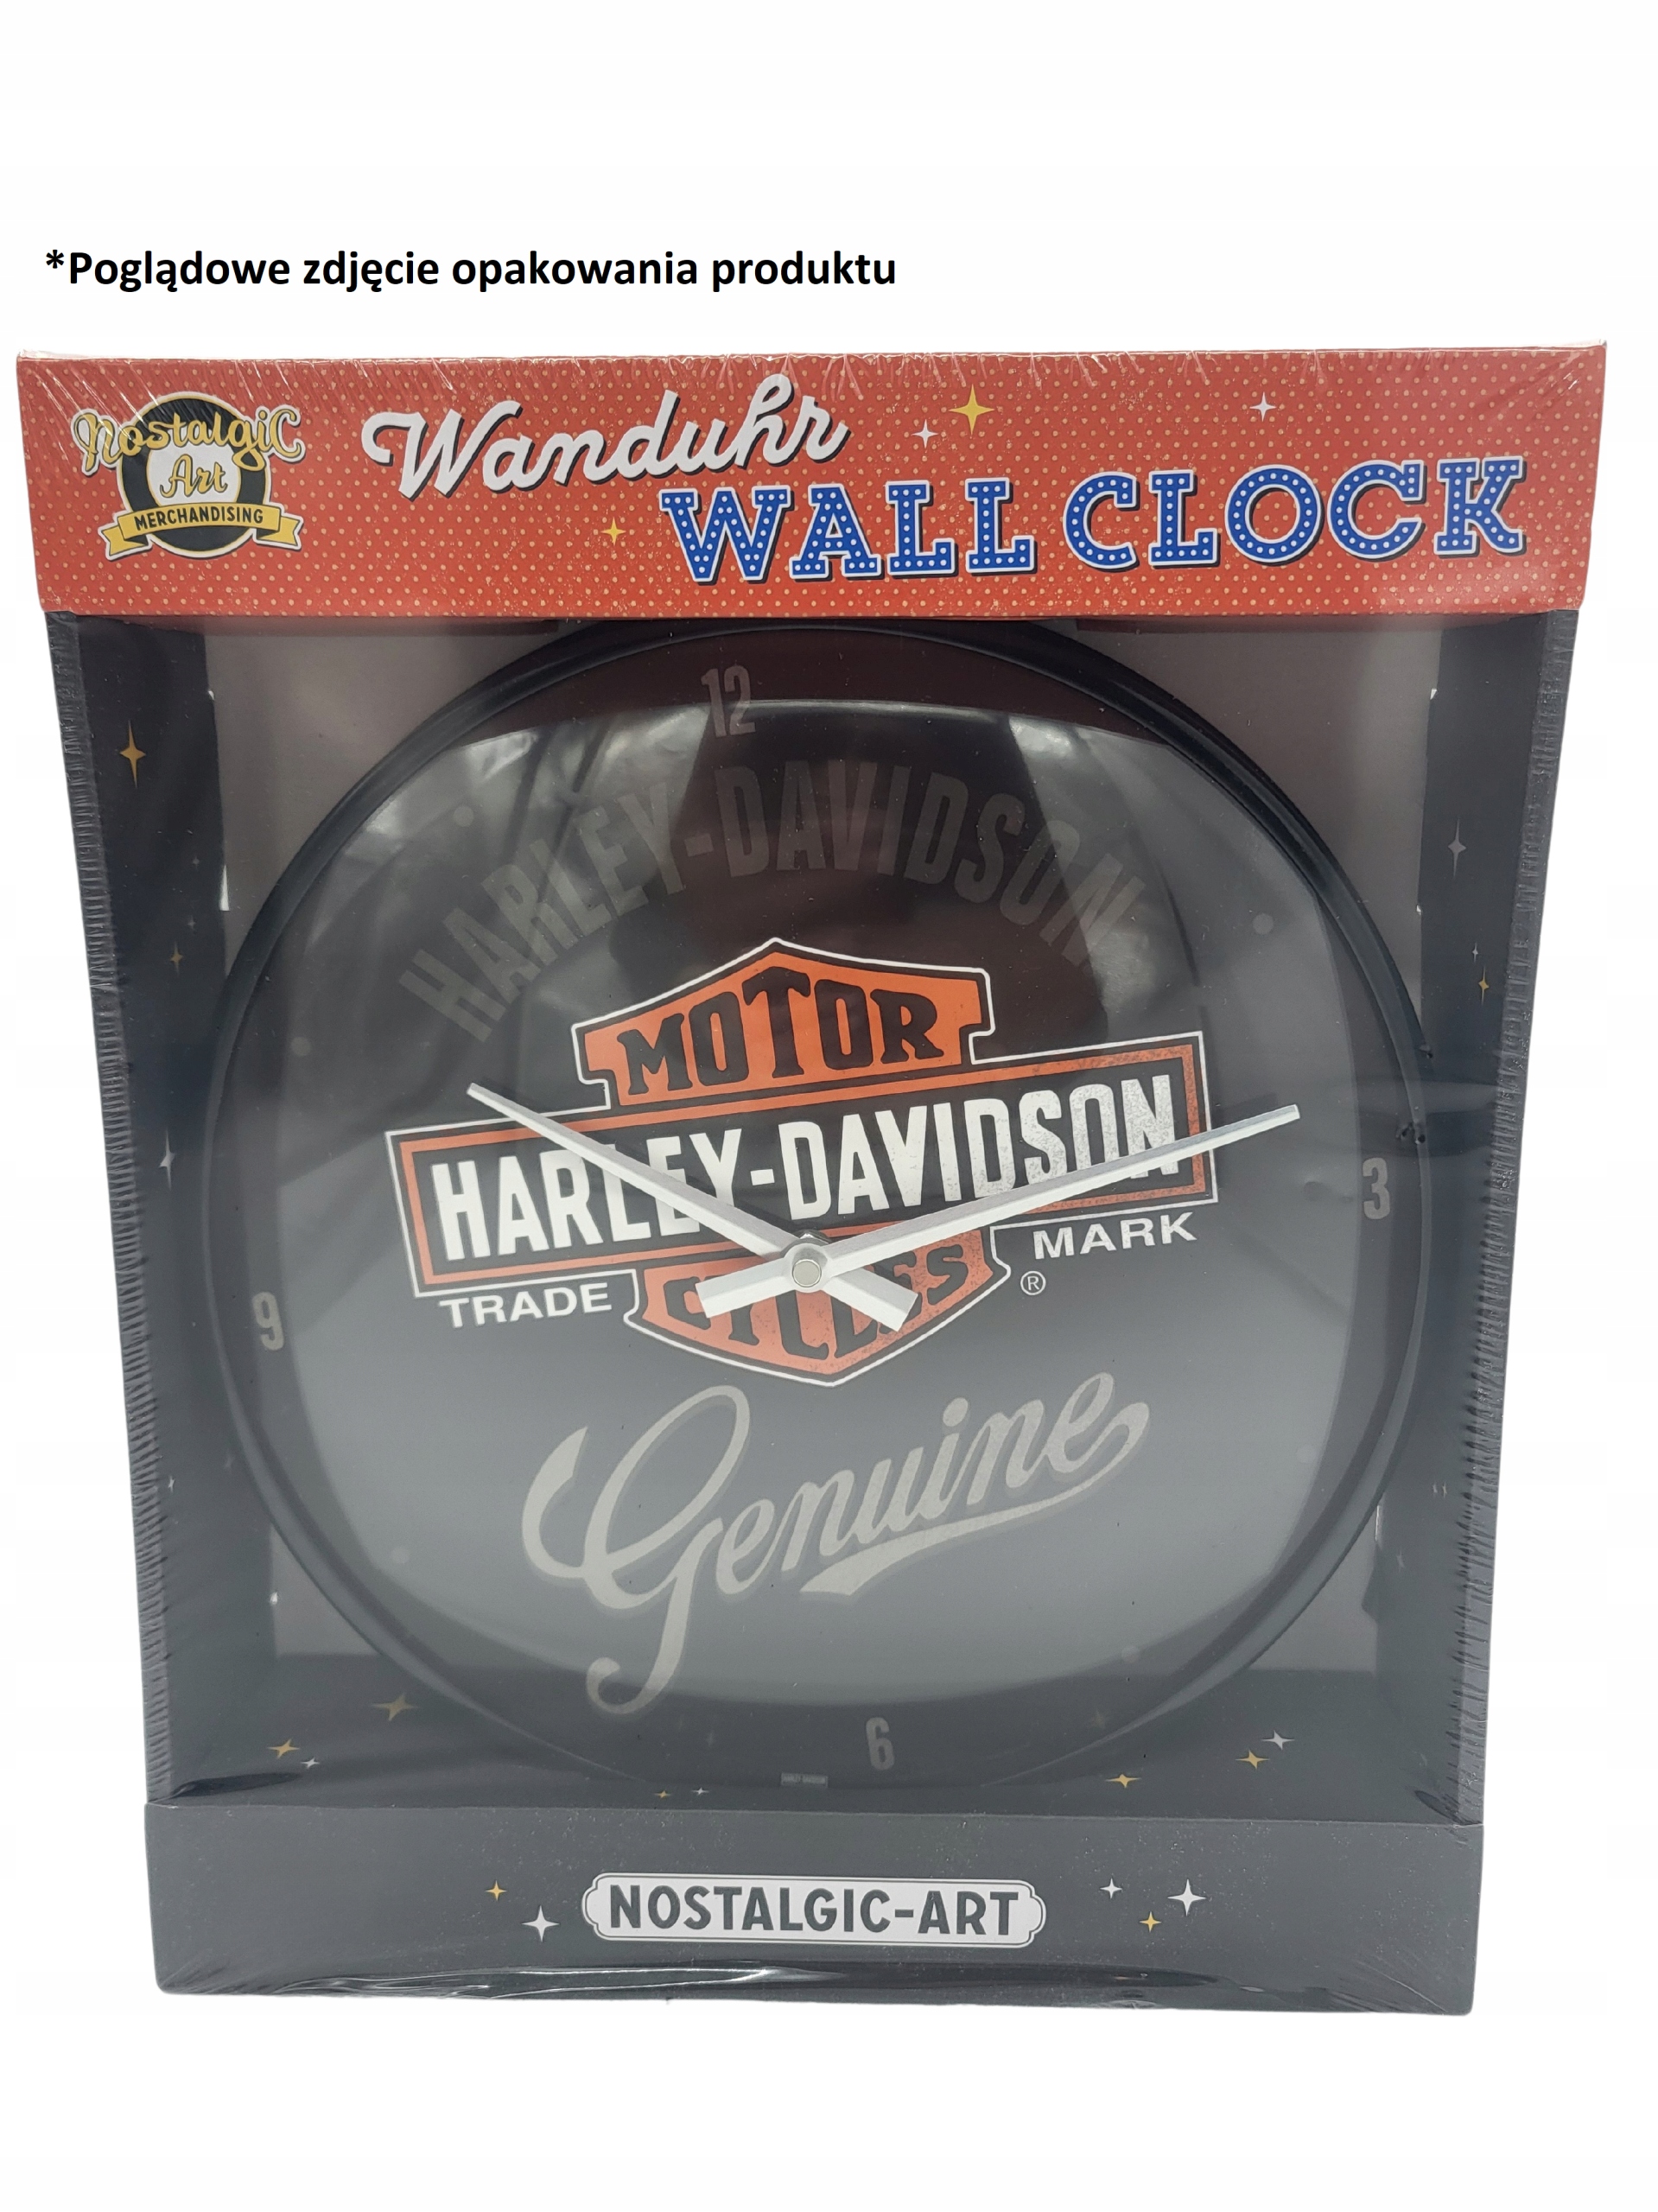 *Poglądowe zdjęcie opakowania produktu
Nostalgic
Art
MERCHANDISING
Wanduhr
WALL CLOCK
12
HARLEY-DAVIDSON
MOTOR
HARLEY-DAVIDSON
3
TRADE
MARK
CYCLES
®
9
Genuine
6
NOSTALGIC-ART